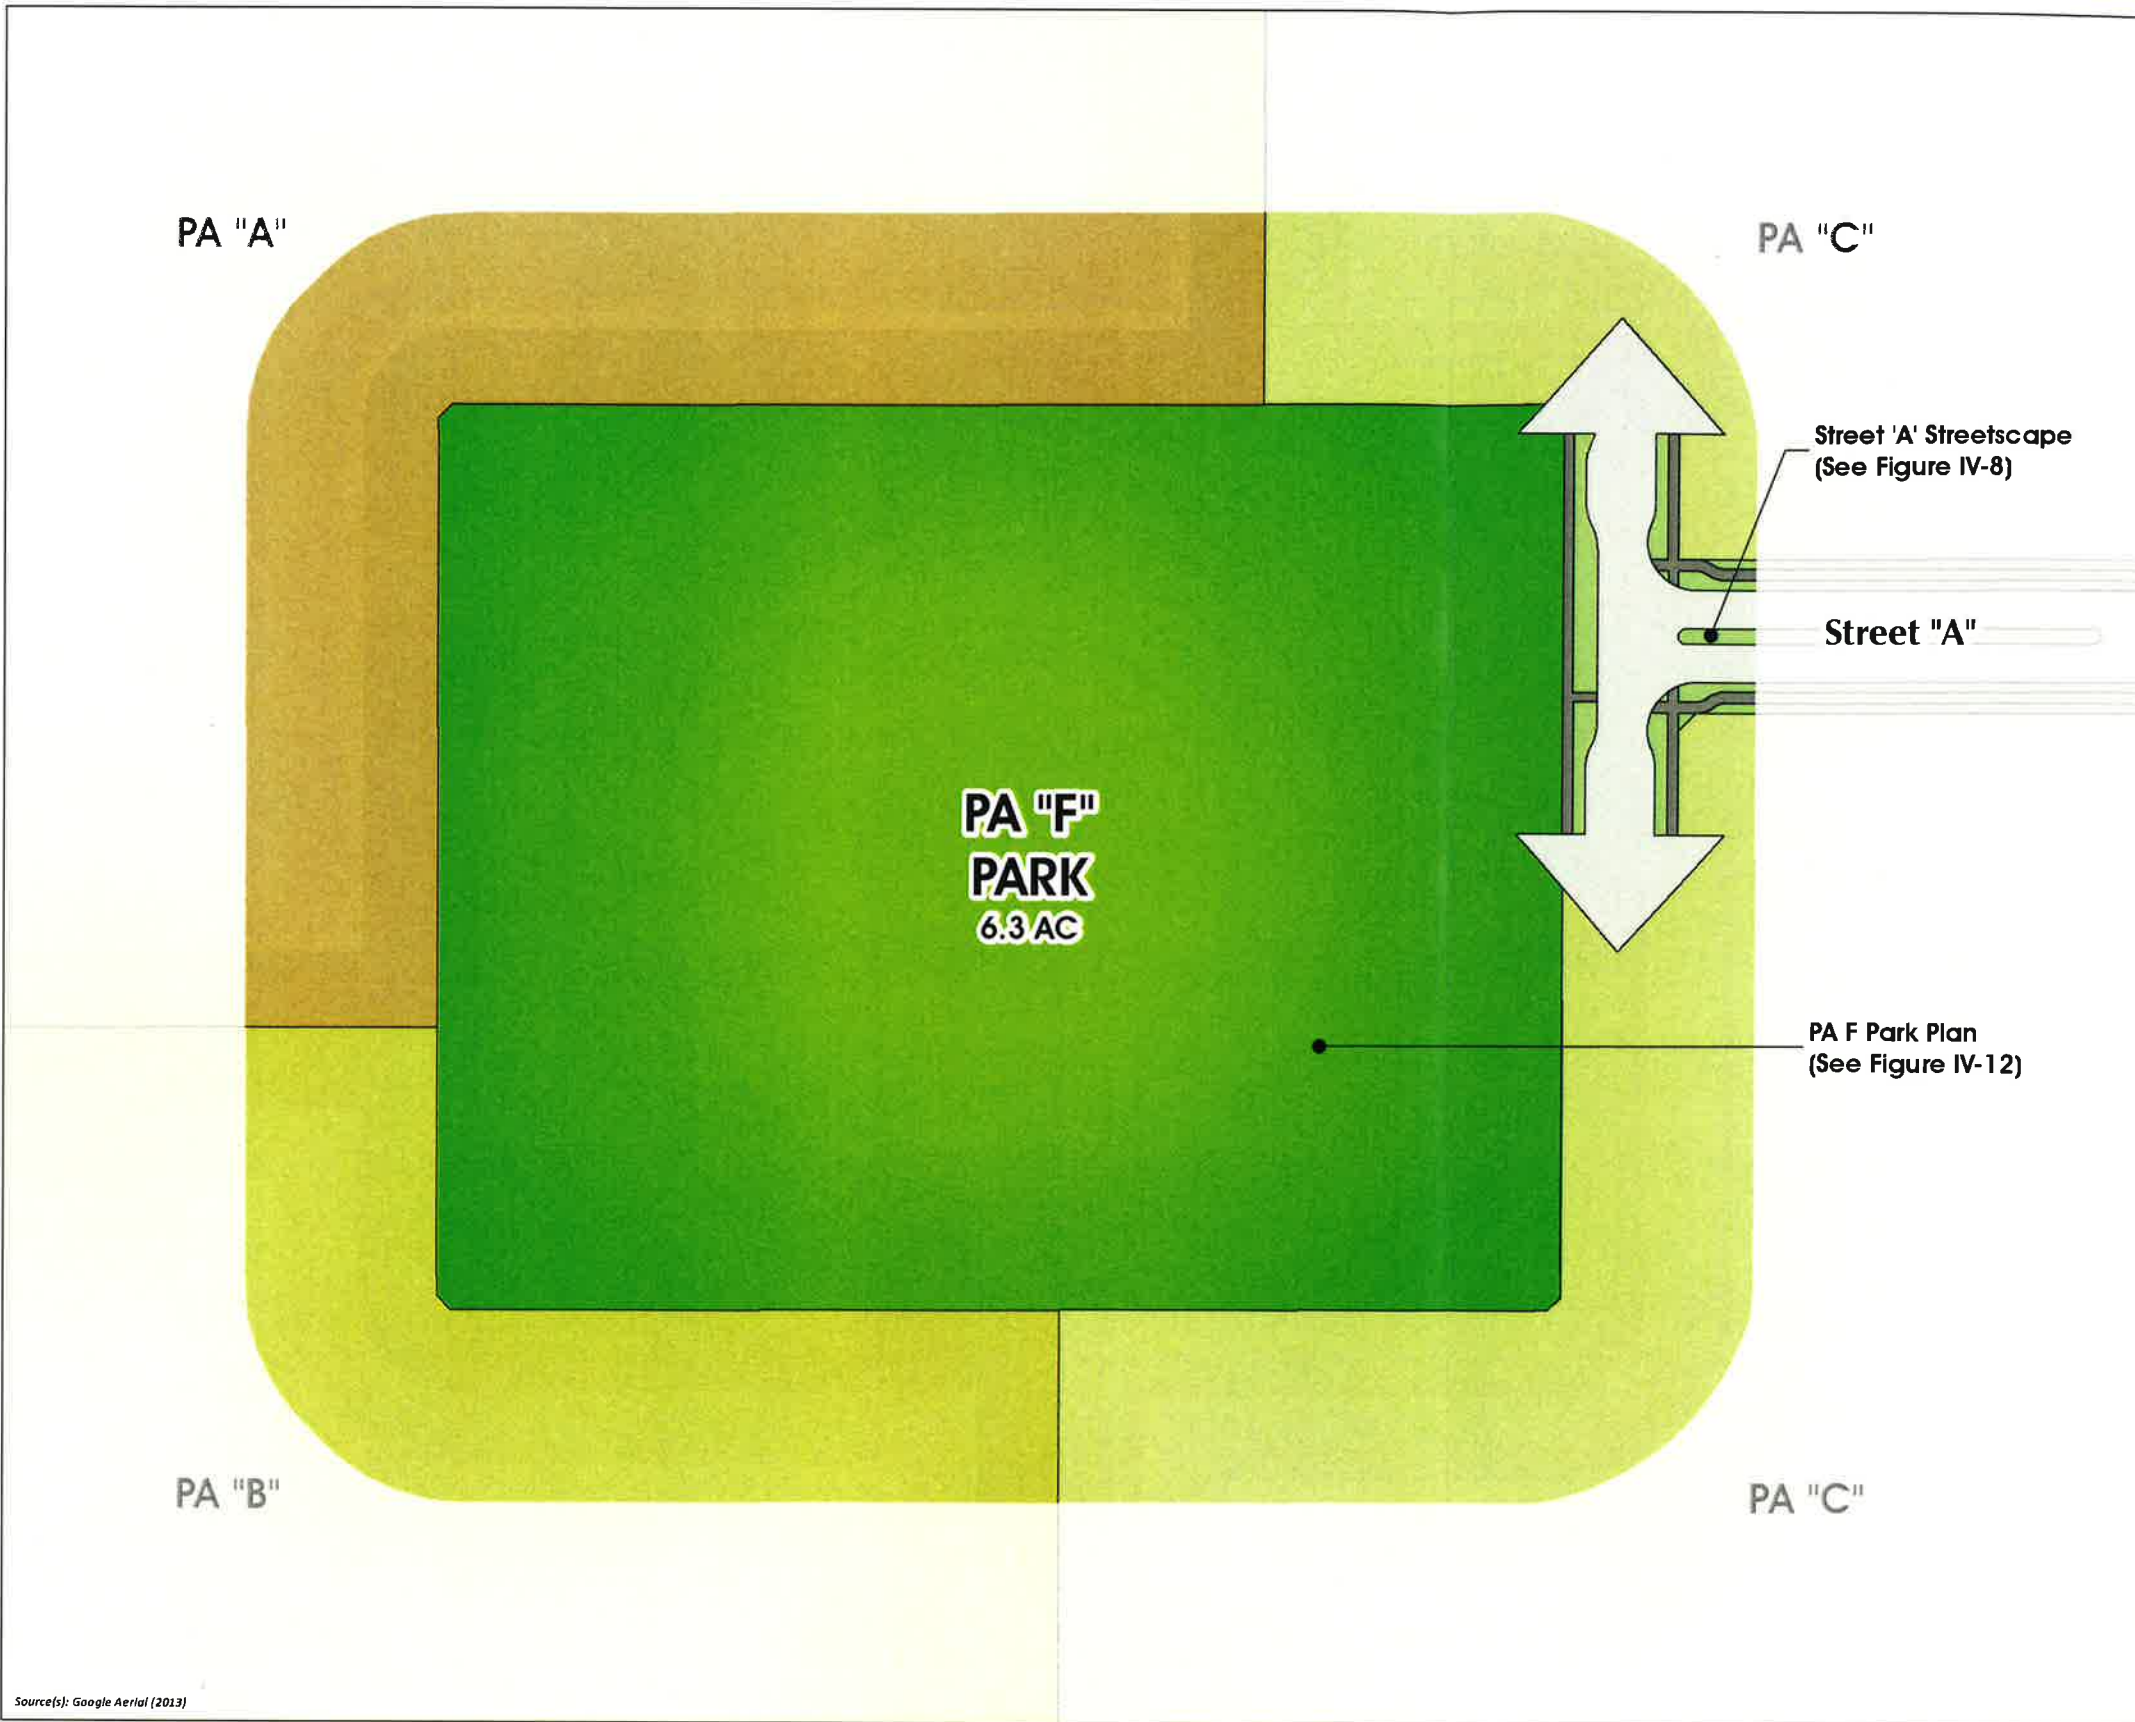 PA "A"
PA "C"
Street 'A' Streetscape
(See Figure IV-8)
Street "A"
PA "F"
PARK
6.3 AC
PA F Park Plan
(See Figure IV-12)
PA "B"
PA "C"
Source(s): Google Aerial (2013)